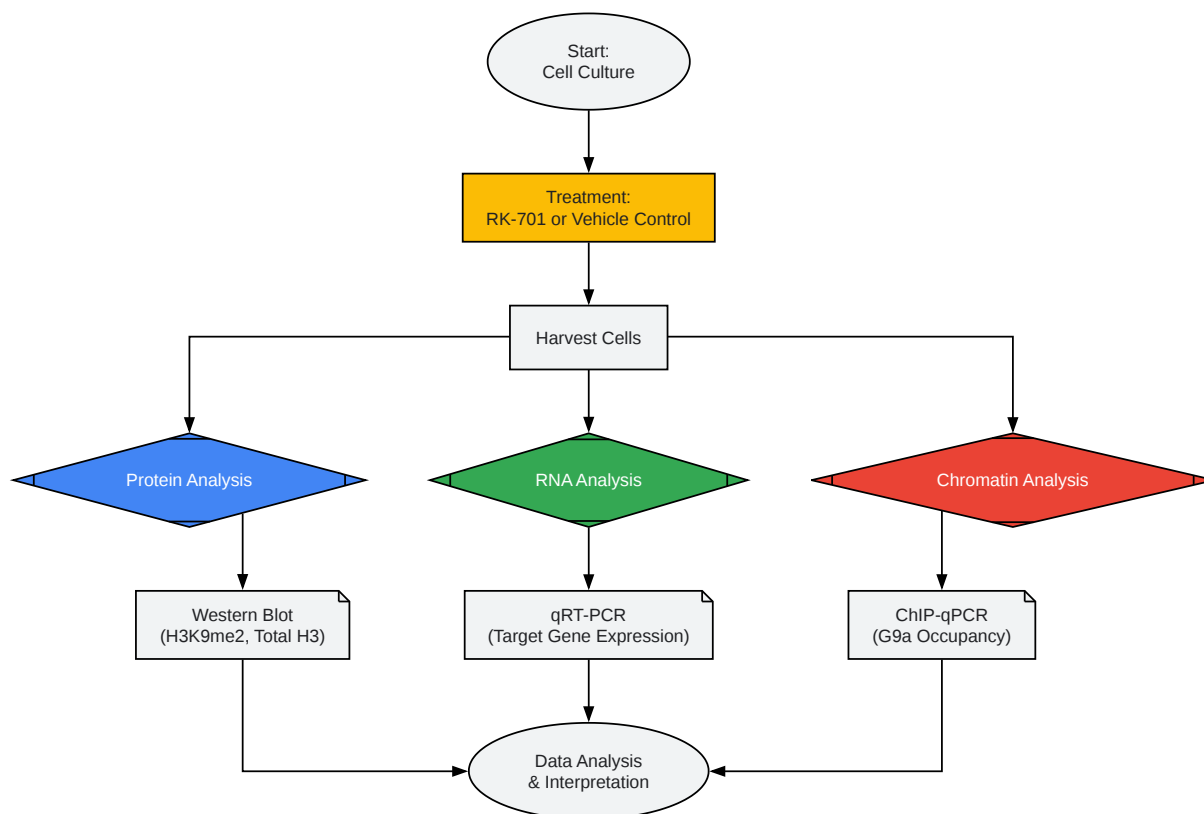 Start:
Cell Culture
Treatment:
RK-701 or Vehicle Control
Harvest Cells
Protein Analysis
RNA Analysis
Chromatin Analysis
Western Blot
(H3K9me2, Total H3)
qRT-PCR
(Target Gene Expression)
ChIP-qPCR
(G9a Occupancy)
Data Analysis
& Interpretation